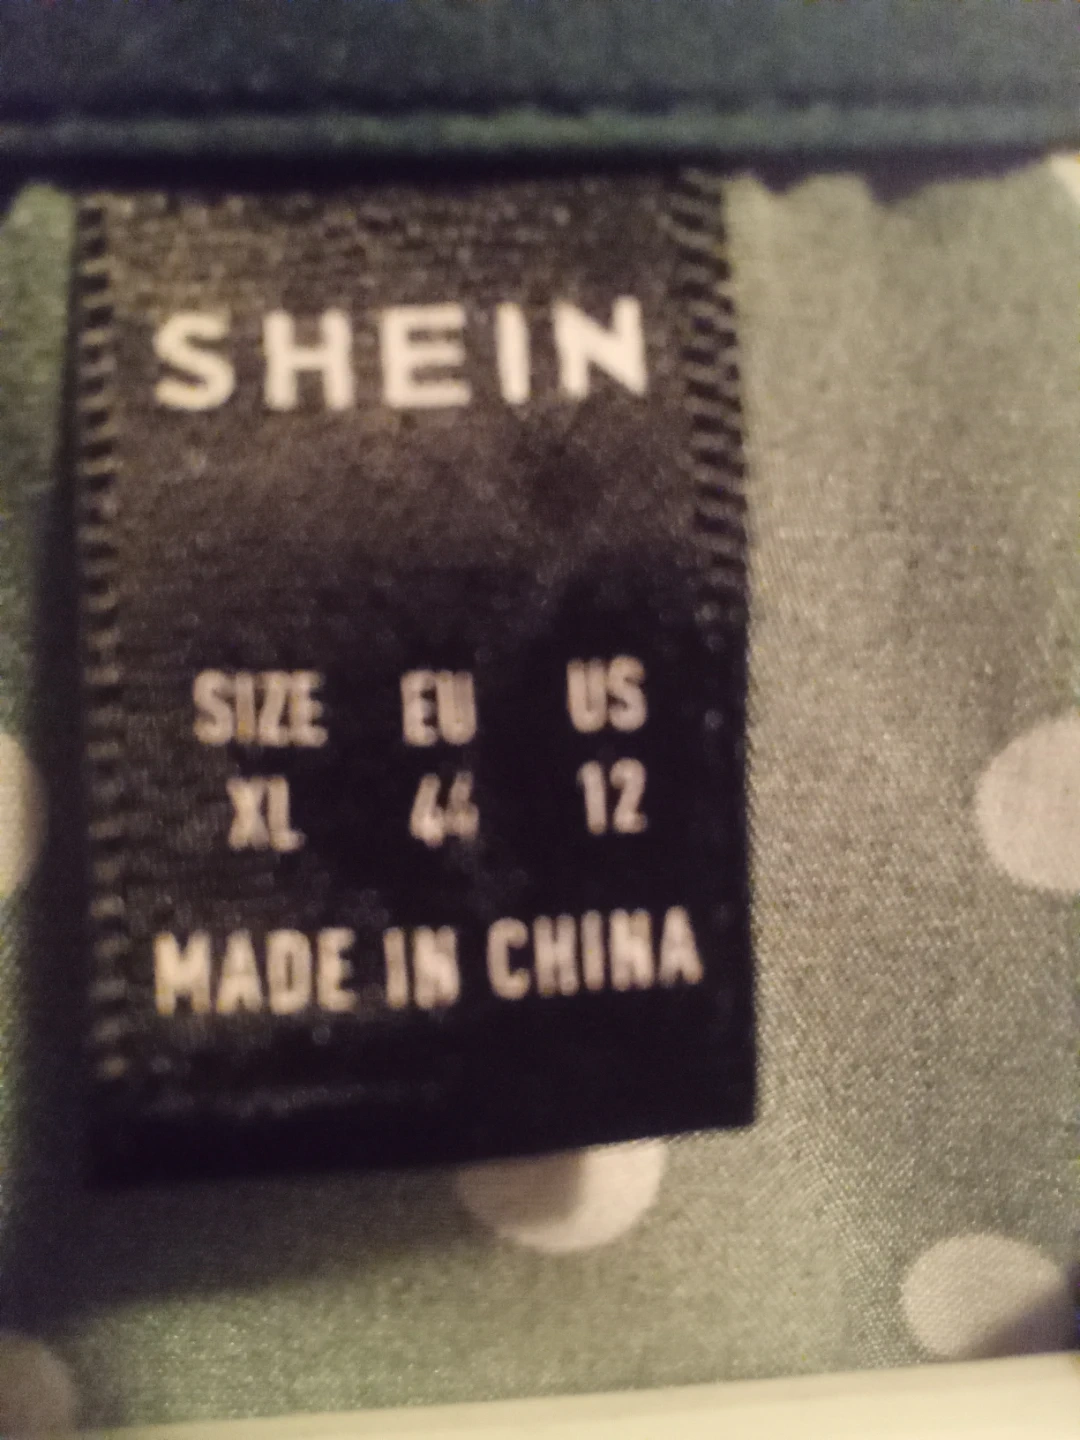 SHEIN
SIZE EU US
XL 44 12
MADE IN CHINA